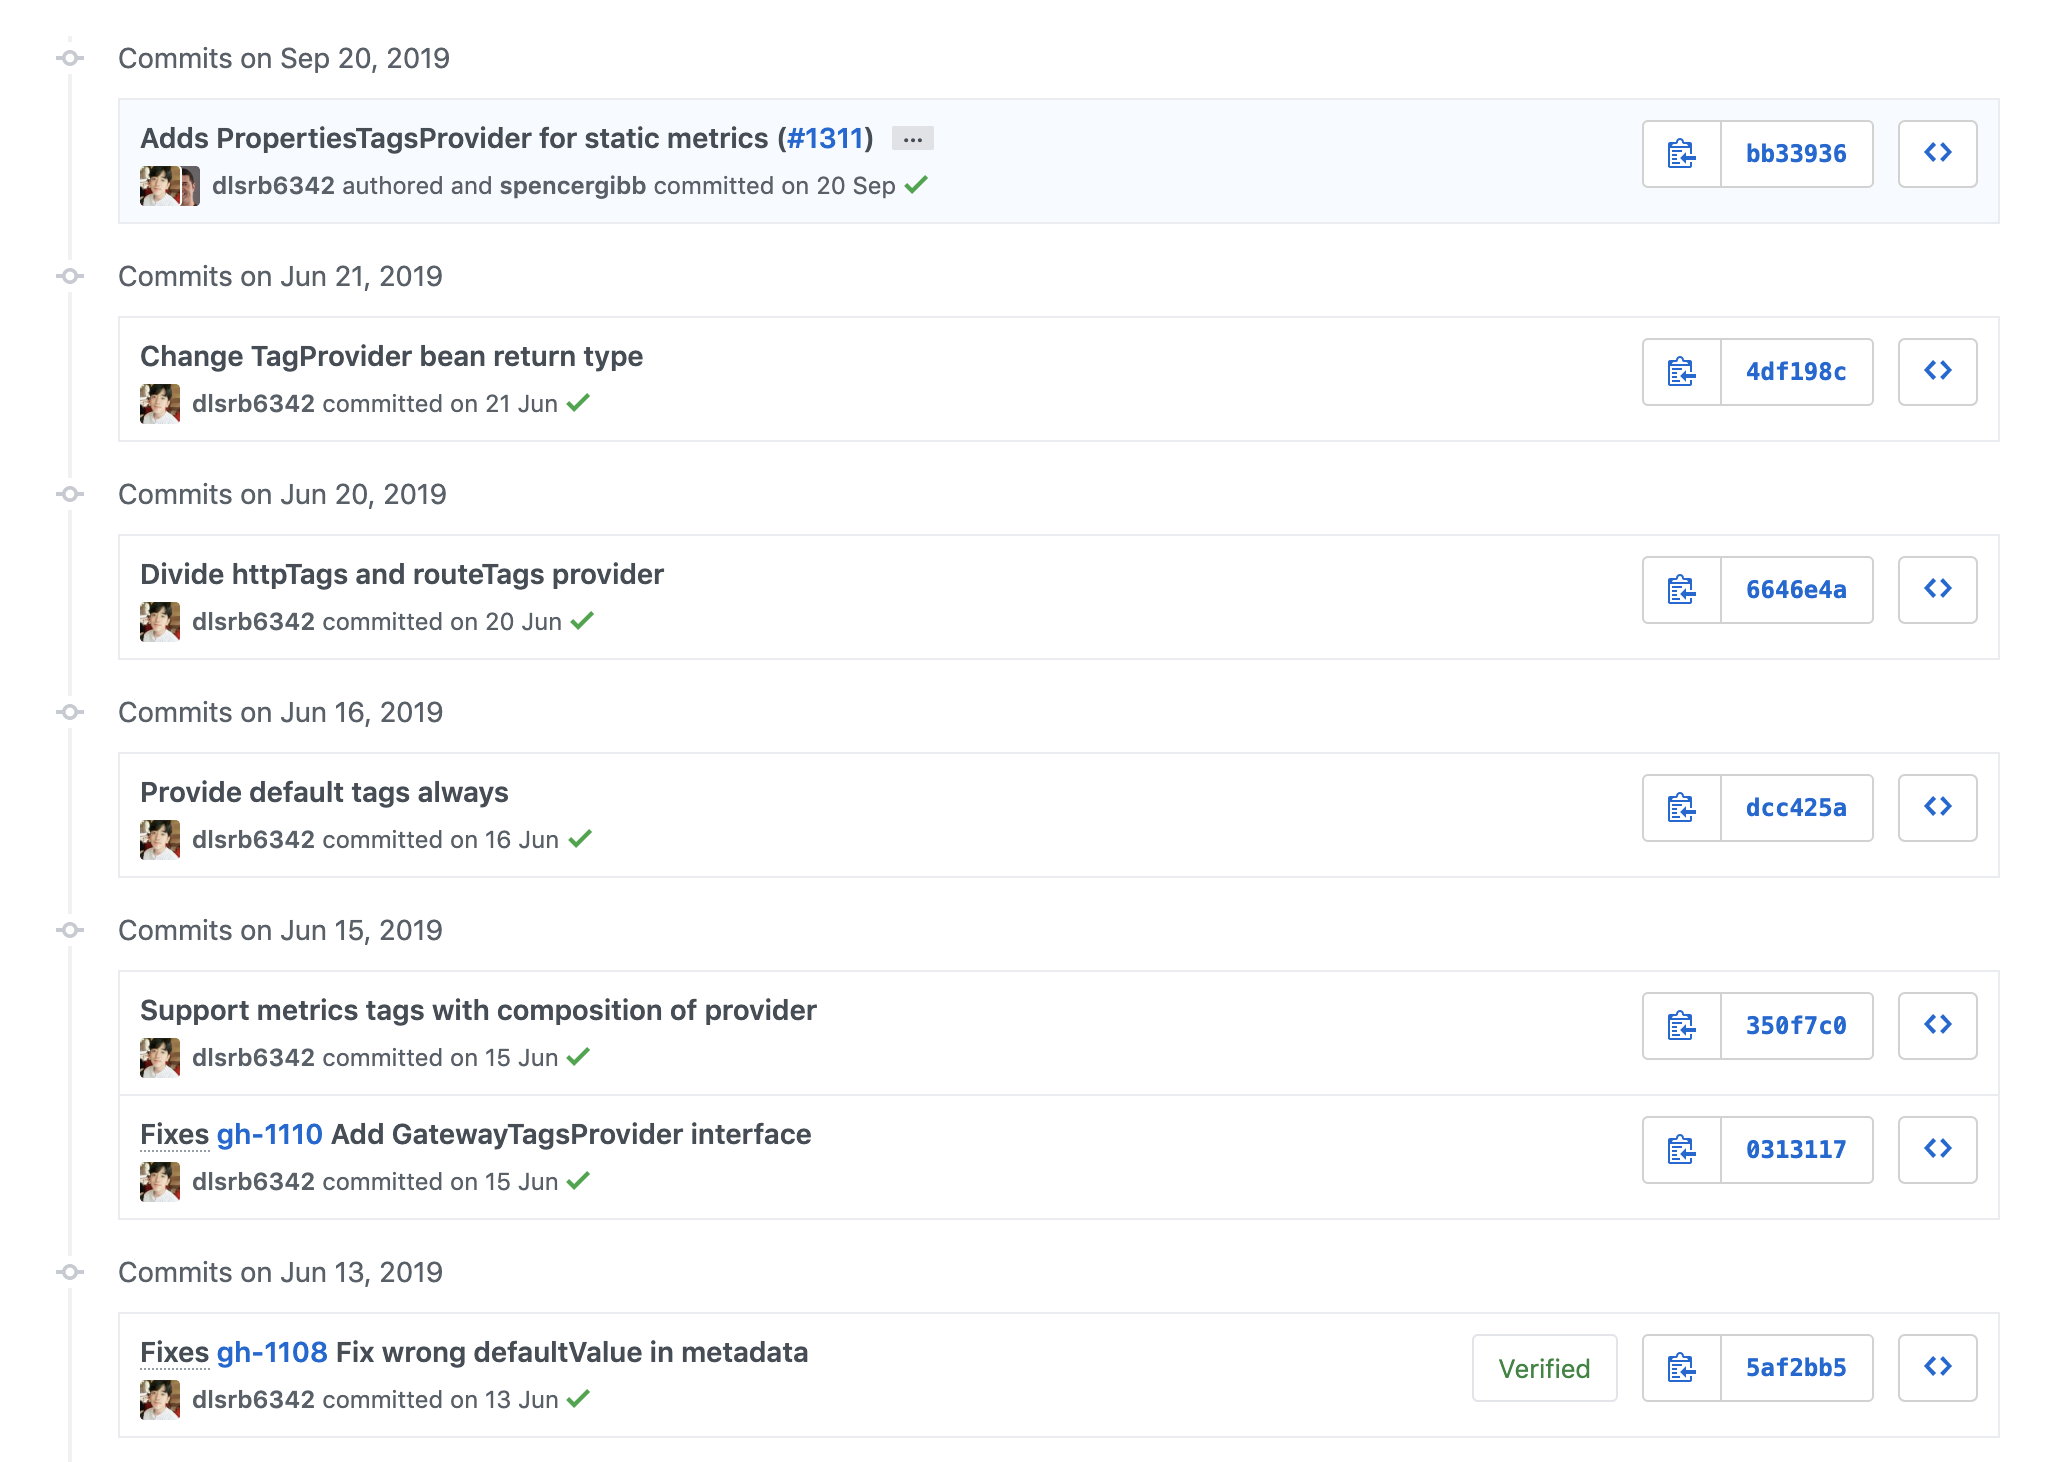 Commits on Sep 20, 2019
Adds PropertiesTagsProvider for static metrics (#1311) …
bb33936
dlsrb6342 authored and spencergibb committed on 20 Sep
Commits on Jun 21, 2019
Change TagProvider bean return type
4df198c
dlsrb6342 committed on 21 Jun
Commits on Jun 20, 2019
Divide httpTags and routeTags provider
6646e4a
dlsrb6342 committed on 20 Jun
Commits on Jun 16, 2019
Provide default tags always
dcc425a
dlsrb6342 committed on 16 Jun
Commits on Jun 15, 2019
Support metrics tags with composition of provider
350f7c0
dlsrb6342 committed on 15 Jun
Fixes gh-1110 Add GatewayTagsProvider interface
0313117
dlsrb6342 committed on 15 Jun
Commits on Jun 13, 2019
Fixes gh-1108 Fix wrong defaultValue in metadata
Verified
5af2bb5
dlsrb6342 committed on 13 Jun